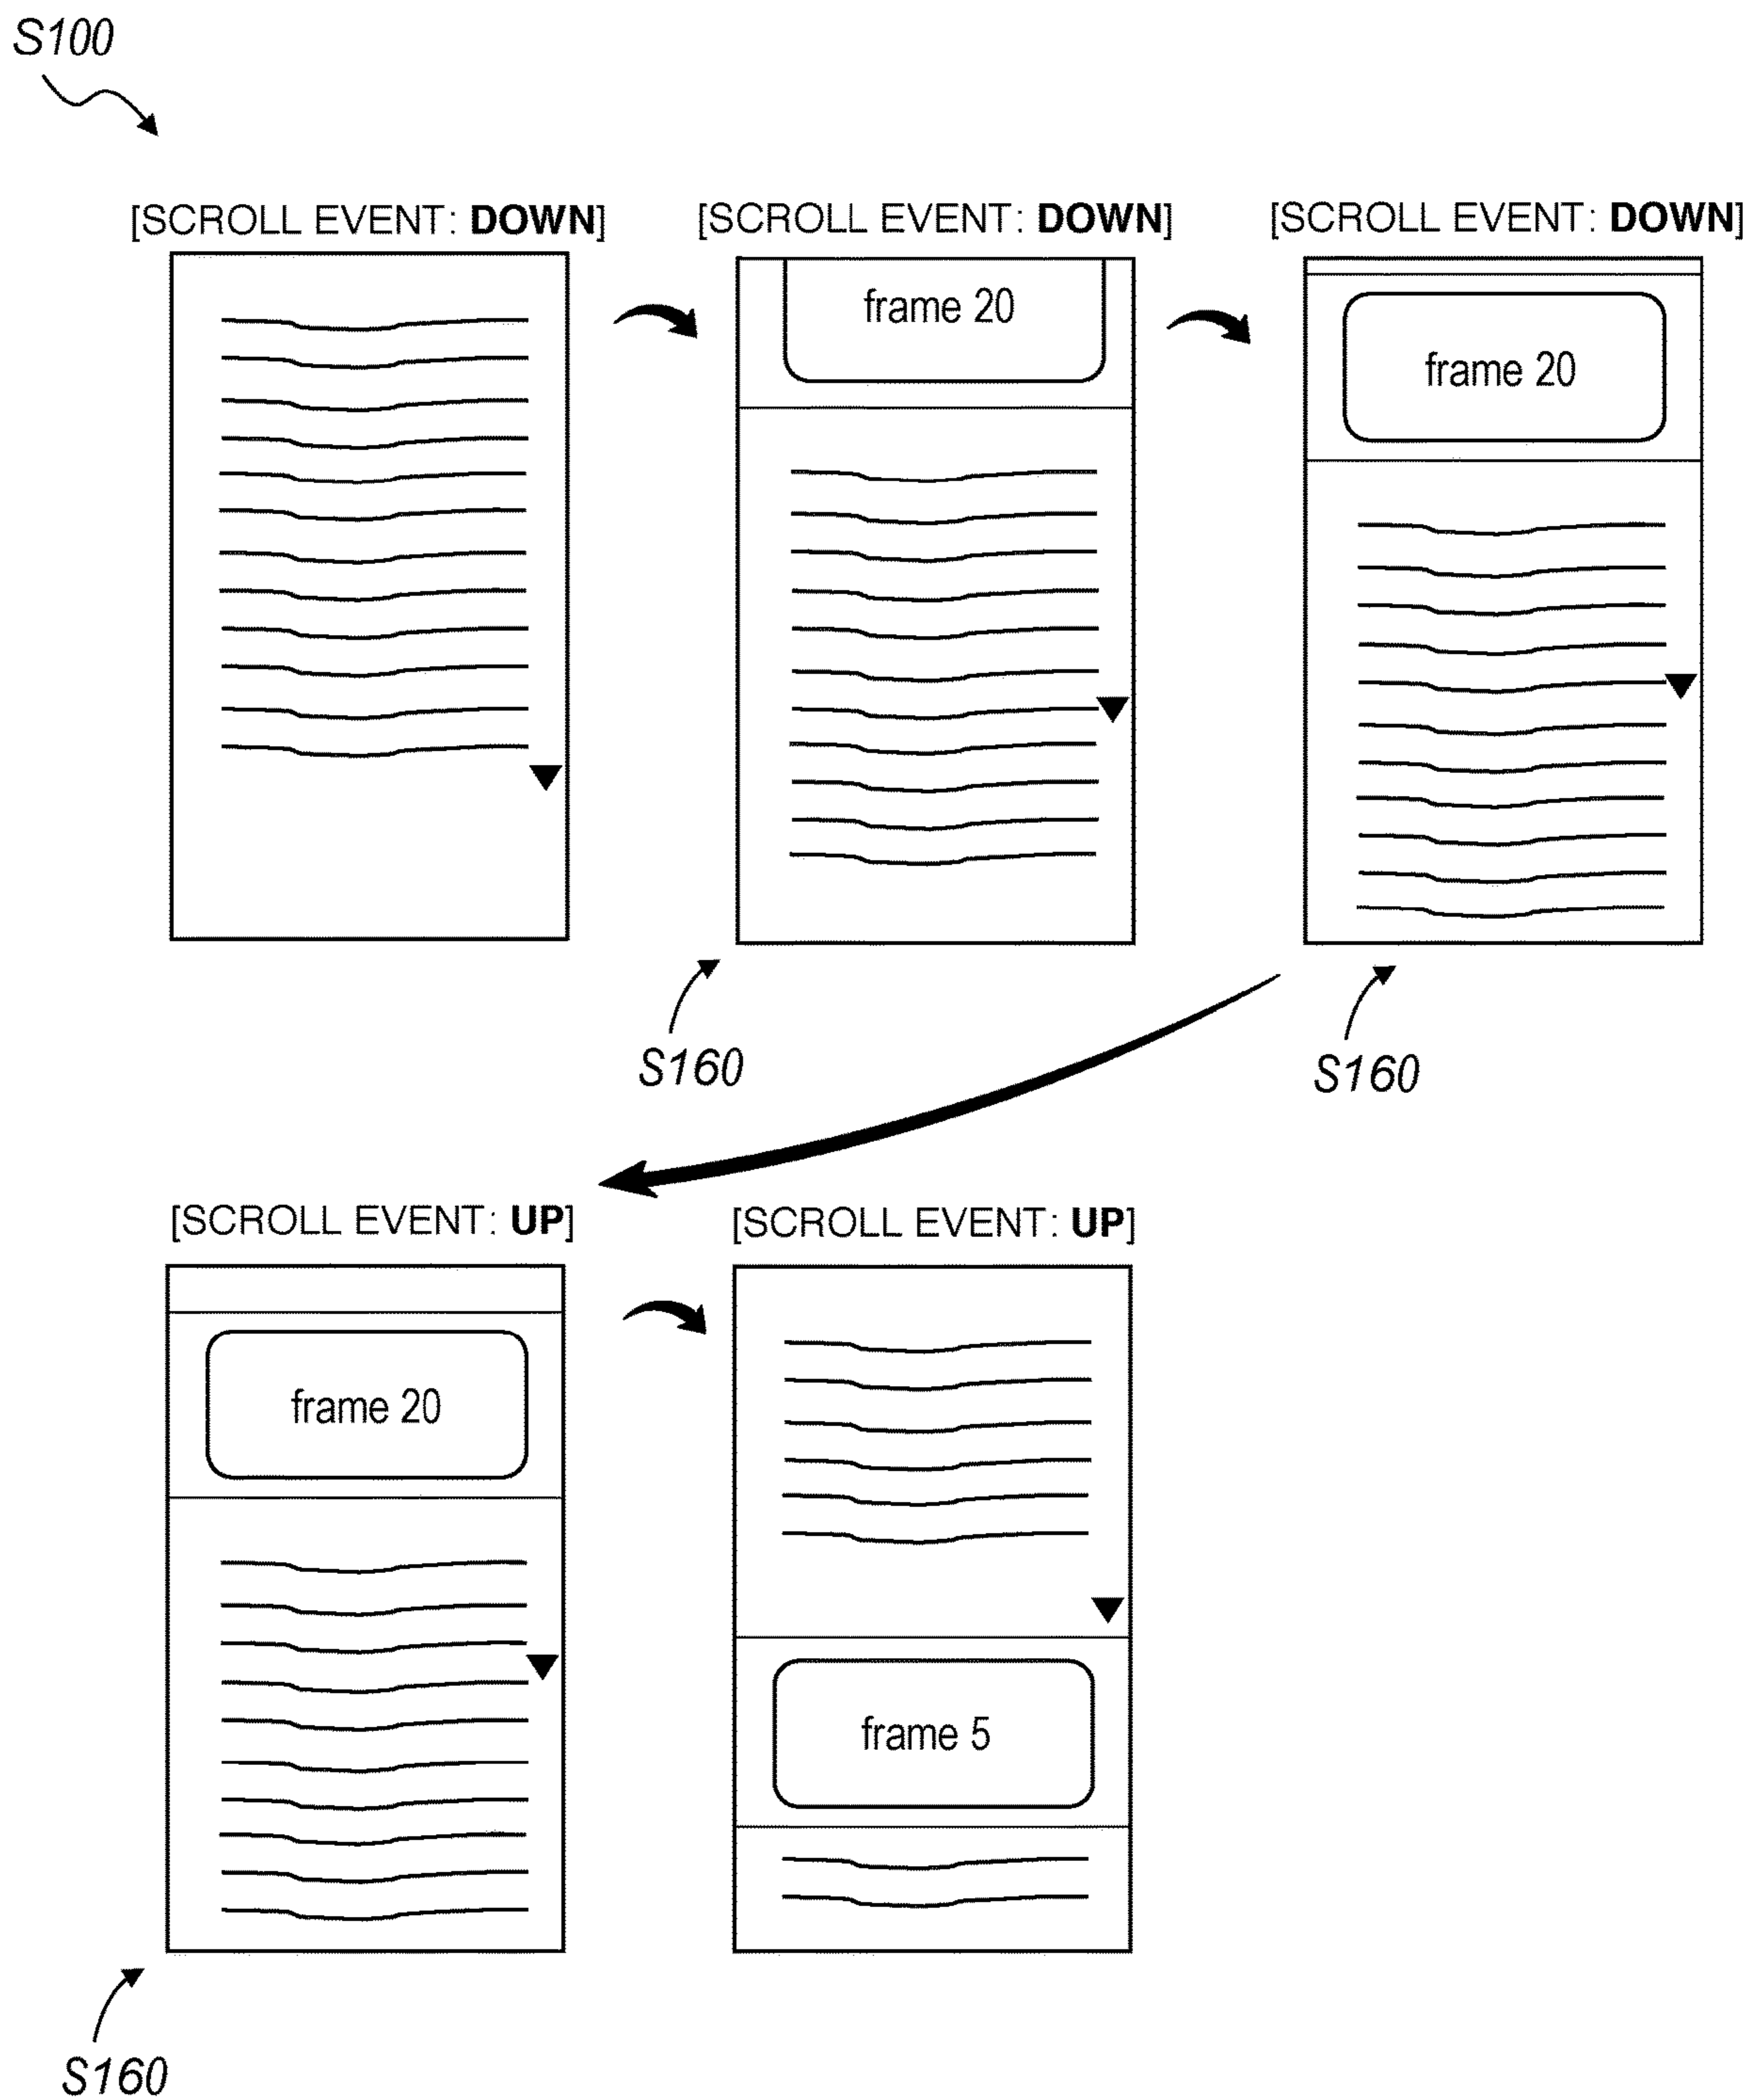 S100
[SCROLL EVENT: DOWN]
[SCROLL EVENT: DOWN]
[SCROLL EVENT: DOWN]
frame 20
frame 20
S160
S160
[SCROLL EVENT: UP]
[SCROLL EVENT: UP]
frame 20
frame 5
S160